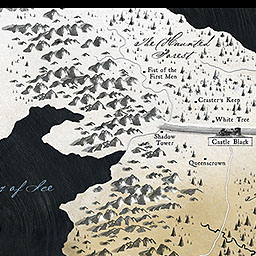 The Haunted
Forest
Fist of the
First Men
Craster's Keep
White Tree
Castle Black
Shadow
Tower
Queenscrown
of Ice